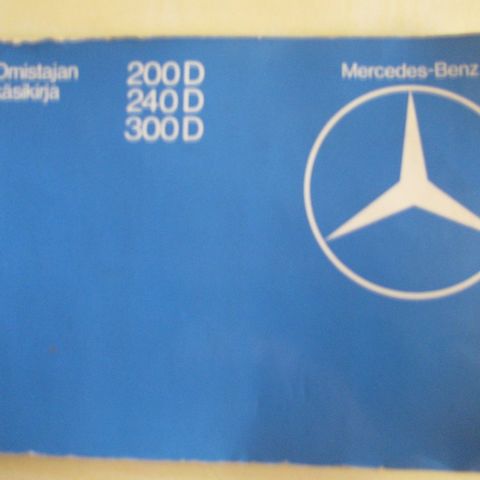 Omistajan
käsikirja
200 D
240 D
300 D
Mercedes-Benz